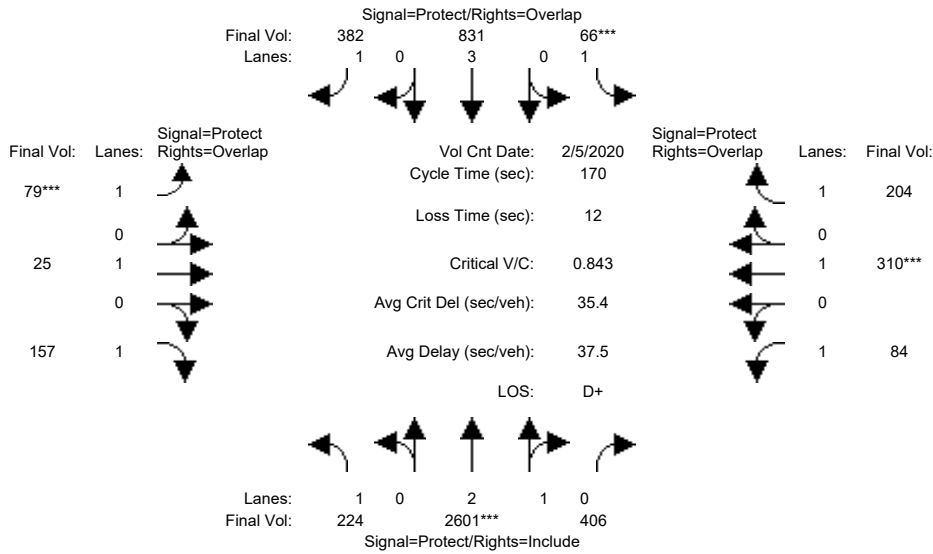 Signal=Protect/Rights=Overlap
Final Vol: 382 831 66***
Lanes: 1 0 3 0 1
Signal=Protect Signal=Protect
Final Vol: Lanes: Rights=Overlap Vol Cnt Date: 2/5/2020 Rights=Overlap Lanes: Final Vol:
Cycle Time (sec): 170
79*** 1 1 204
Loss Time (sec): 12
0 0
25 1 Critical V/C: 0.843 1 310***
0 Avg Crit Del (sec/veh): 35.4 0
157 1 Avg Delay (sec/veh): 37.5 1 84
LOS: D+
Lanes: 1 0 2 1 0
Final Vol: 224 2601*** 406
Signal=Protect/Rights=Include